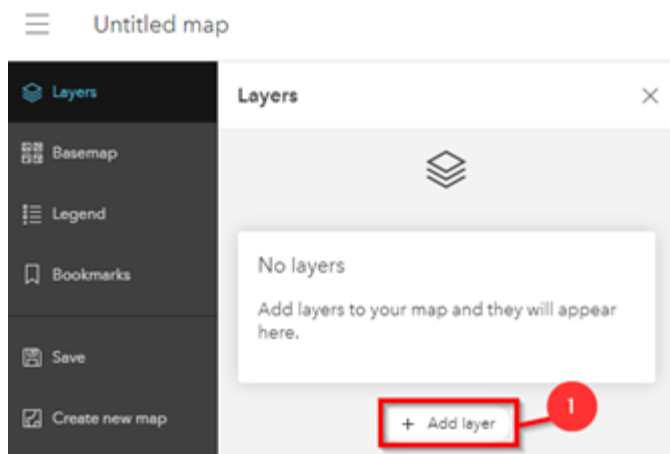 Untitled map
Layers
Basemap
Legend
Bookmarks
Save
Create new map
Layers
No layers
Add layers to your map and they will appear
here.
+ Add layer
1